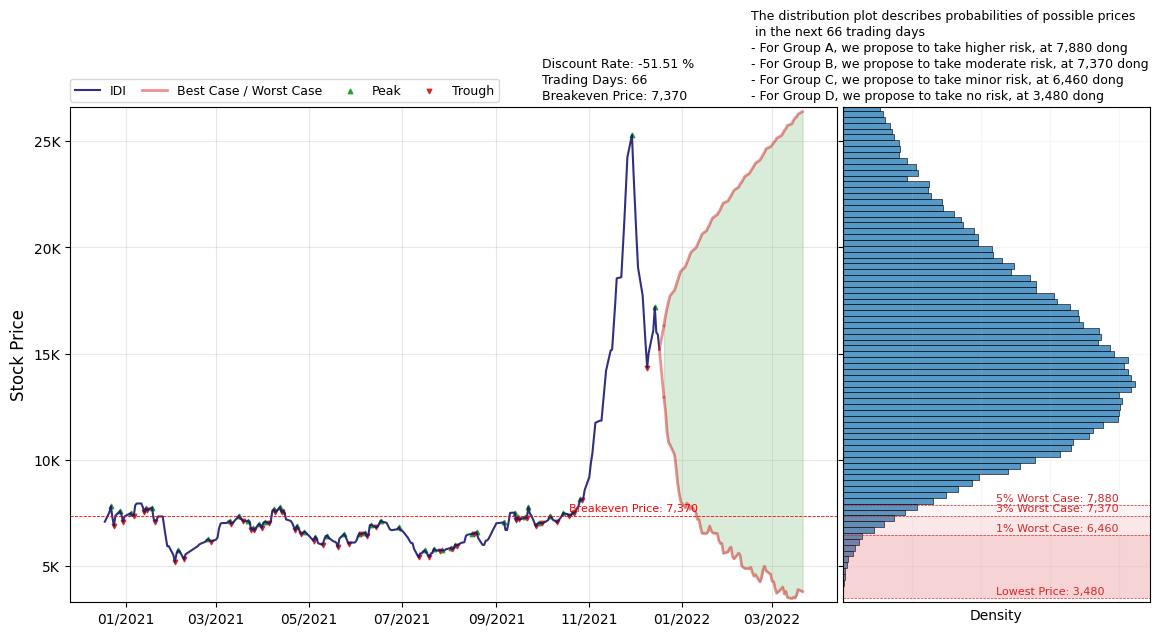 The distribution plot describes probabilities of possible prices
in the next 66 trading days
- For Group A, we propose to take higher risk, at 7,880 dong
- For Group B, we propose to take moderate risk, at 7,370 dong
- For Group C, we propose to take minor risk, at 6,460 dong
- For Group D, we propose to take no risk, at 3,480 dong
Discount Rate: -51.51 %
Trading Days: 66
Breakeven Price: 7,370
IDI Best Case / Worst Case Peak Trough
Stock Price
25K
20K
15K
10K
5K
Breakeven Price: 7,370
5% Worst Case: 7,880
3% Worst Case: 7,370
1% Worst Case: 6,460
Lowest Price: 3,480
01/2021 03/2021 05/2021 07/2021 09/2021 11/2021 01/2022 03/2022
Density